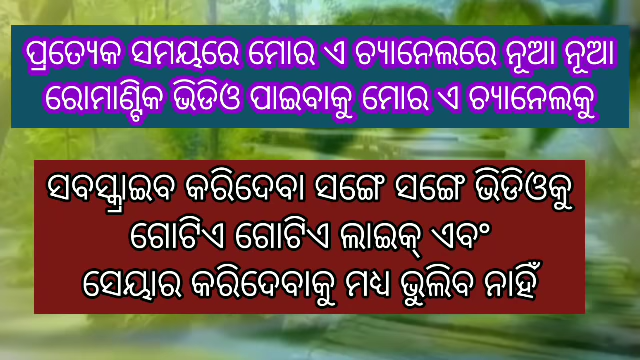 ପ୍ରତ୍ୟେକ ସମୟରେ ମୋର ଏ ଚ୍ୟାନେଲରେ ନୂଆ ନୂଆ
ରୋମାଣ୍ଟିକ ଭିଡିଓ ପାଇବାକୁ ମୋର ଏ ଚ୍ୟାନେଲକୁ
ସବସ୍କ୍ରାଇବ କରିଦେବା ସଙ୍ଗେ ସଙ୍ଗେ ଭିଡିଓକୁ
ଗୋଟିଏ ଗୋଟିଏ ଲାଇକ୍ ଏବଂ
ସେୟାର କରିଦେବାକୁ ମଧ୍ଯ ଭୁଲିବ ନାହିଁ